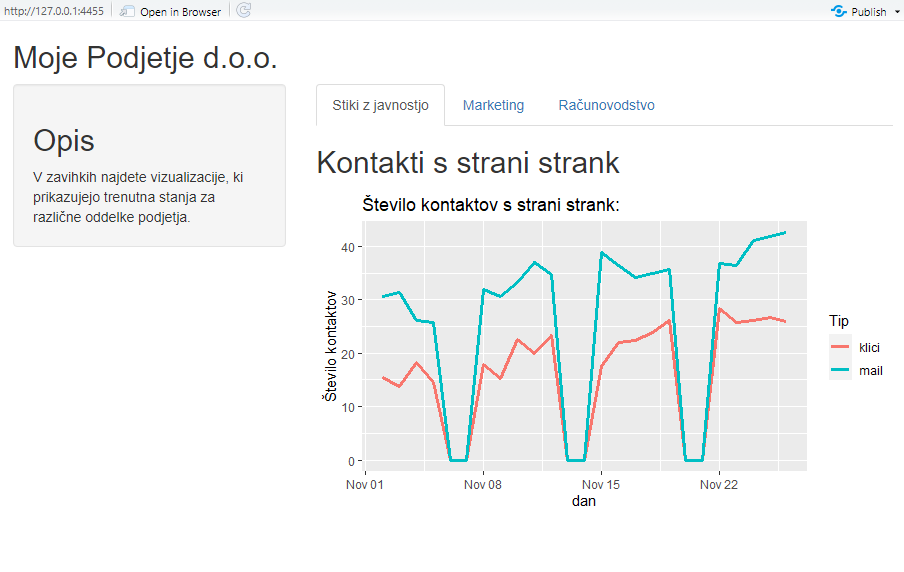 http://127.0.0.1:4455
Open in Browser
Publish
Moje Podjetje d.o.o.
Opis
V zavihkih najdete vizualizacije, ki
prikazujejo trenutna stanja za
različne oddelke podjetja.
Stiki z javnostjo
Marketing
Računovodstvo
Kontakti s strani strank
Število kontaktov s strani strank:
Število kontaktov
40
30
20
10
0
Nov 01
Nov 08
Nov 15
Nov 22
dan
Tip
klici
mail